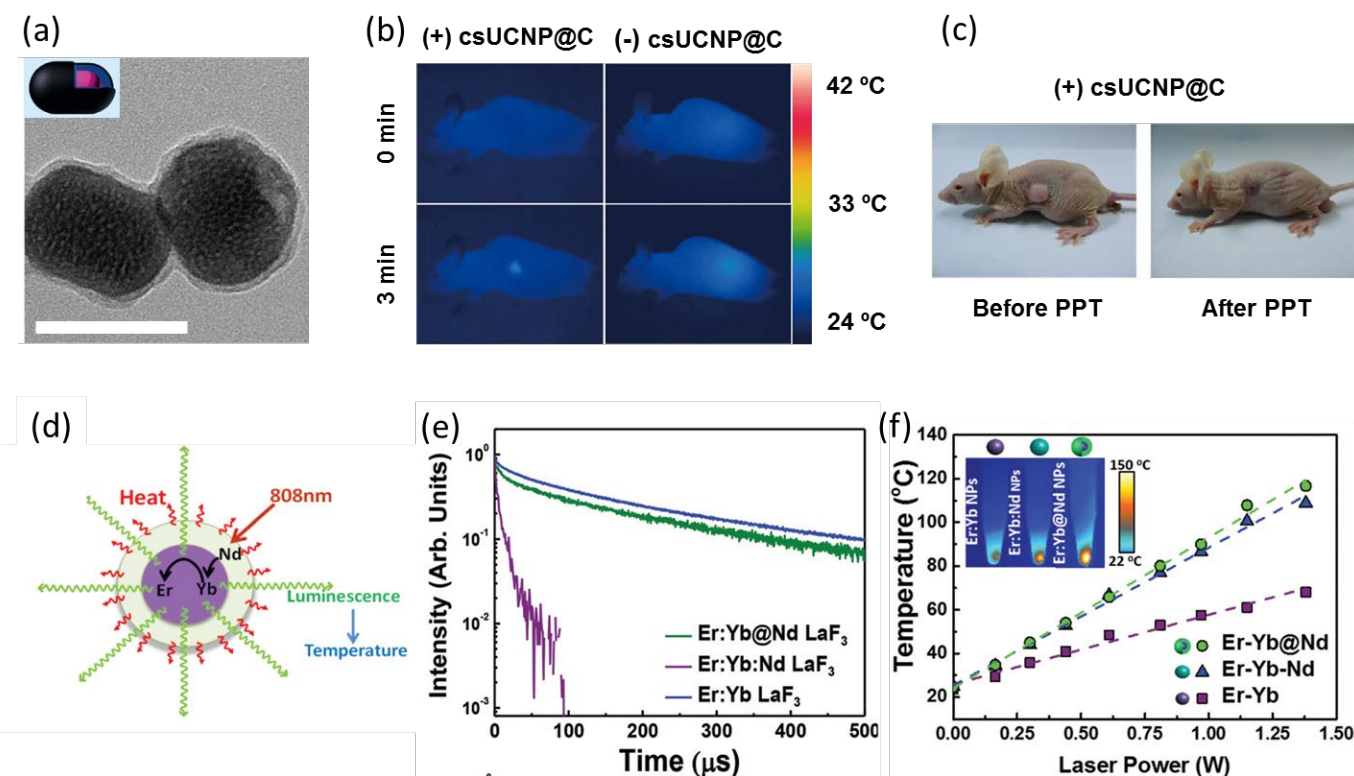 (a)
(b)
(+) csUCNP@C
(-) csUCNP@C
0 min
3 min
42 ºC
33 ºC
24 ºC
(c)
(+) csUCNP@C
Before PPT
After PPT
(d)
Heat
808nm
Nd
Er
Yb
Luminescence
Temperature
(e)
Intensity (Arb. Units)
10⁰
10⁻¹
10⁻²
10⁻³
Er:Yb@Nd LaF₃
Er:Yb:Nd LaF₃
Er:Yb LaF₃
0 100 200 300 400 500
Time (μs)
(f)
Temperature (ºC)
140
120
100
80
60
40
20
Er:Yb NPs
Er:Yb:Nd NPs
Er:Yb@Nd NPs
150 ºC
22 ºC
Er-Yb@Nd
Er-Yb-Nd
Er-Yb
0.00 0.25 0.50 0.75 1.00 1.25 1.50
Laser Power (W)